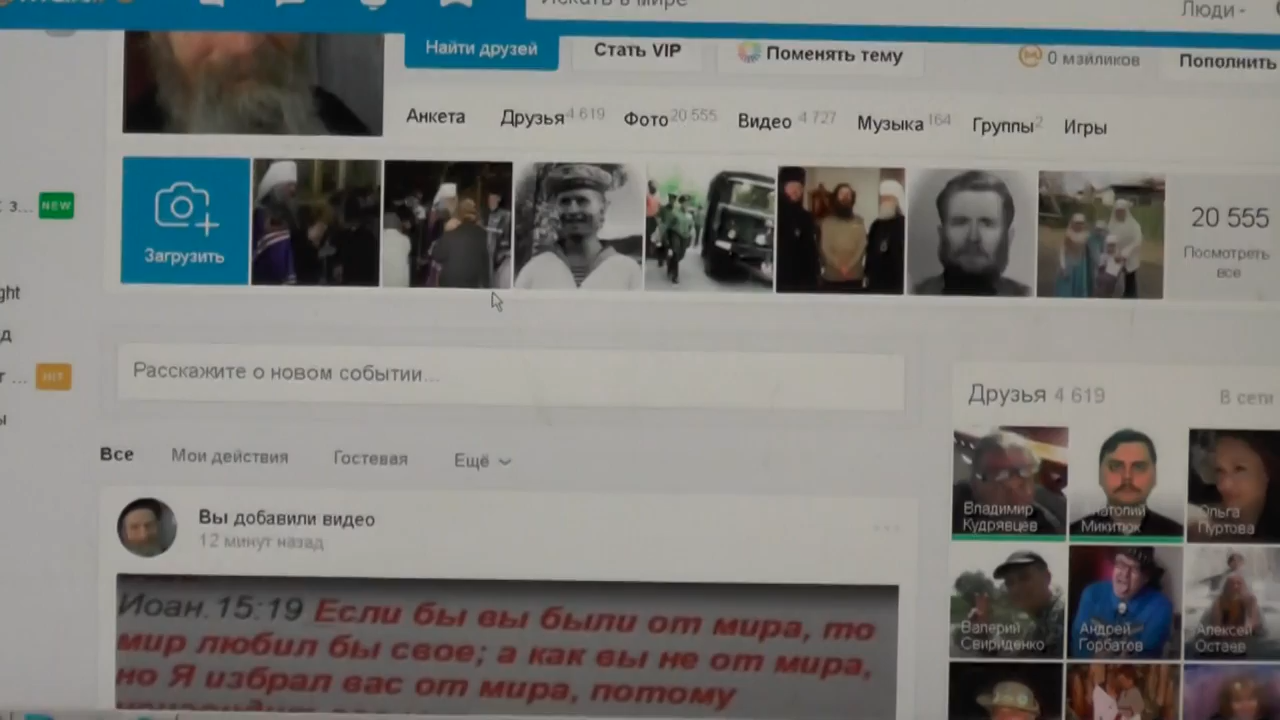 Искать в мире
Люди
Найти друзей
Стать VIP
Поменять тему
0 мэйликов
Пополнить
Анкета
Друзья 4 619
Фото 20 555
Видео 4 727
Музыка 164
Группы 2
Игры
з... NEW
Загрузить
20 555
Посмотреть
все
Расскажите о новом событии...
Друзья 4 619
В сети
Все
Мои действия
Гостевая
Ещё
Вы добавили видео
12 минут назад
Владимир
Кудрявцев
Анатолий
Микитюк
Ольга
Пуртова
Валерий
Свириденко
Андрей
Горбатов
Алексей
Остаев
Иоан.15:19 Если бы вы были от мира, то
мир любил бы свое; а как вы не от мира,
но Я избрал вас от мира, потому